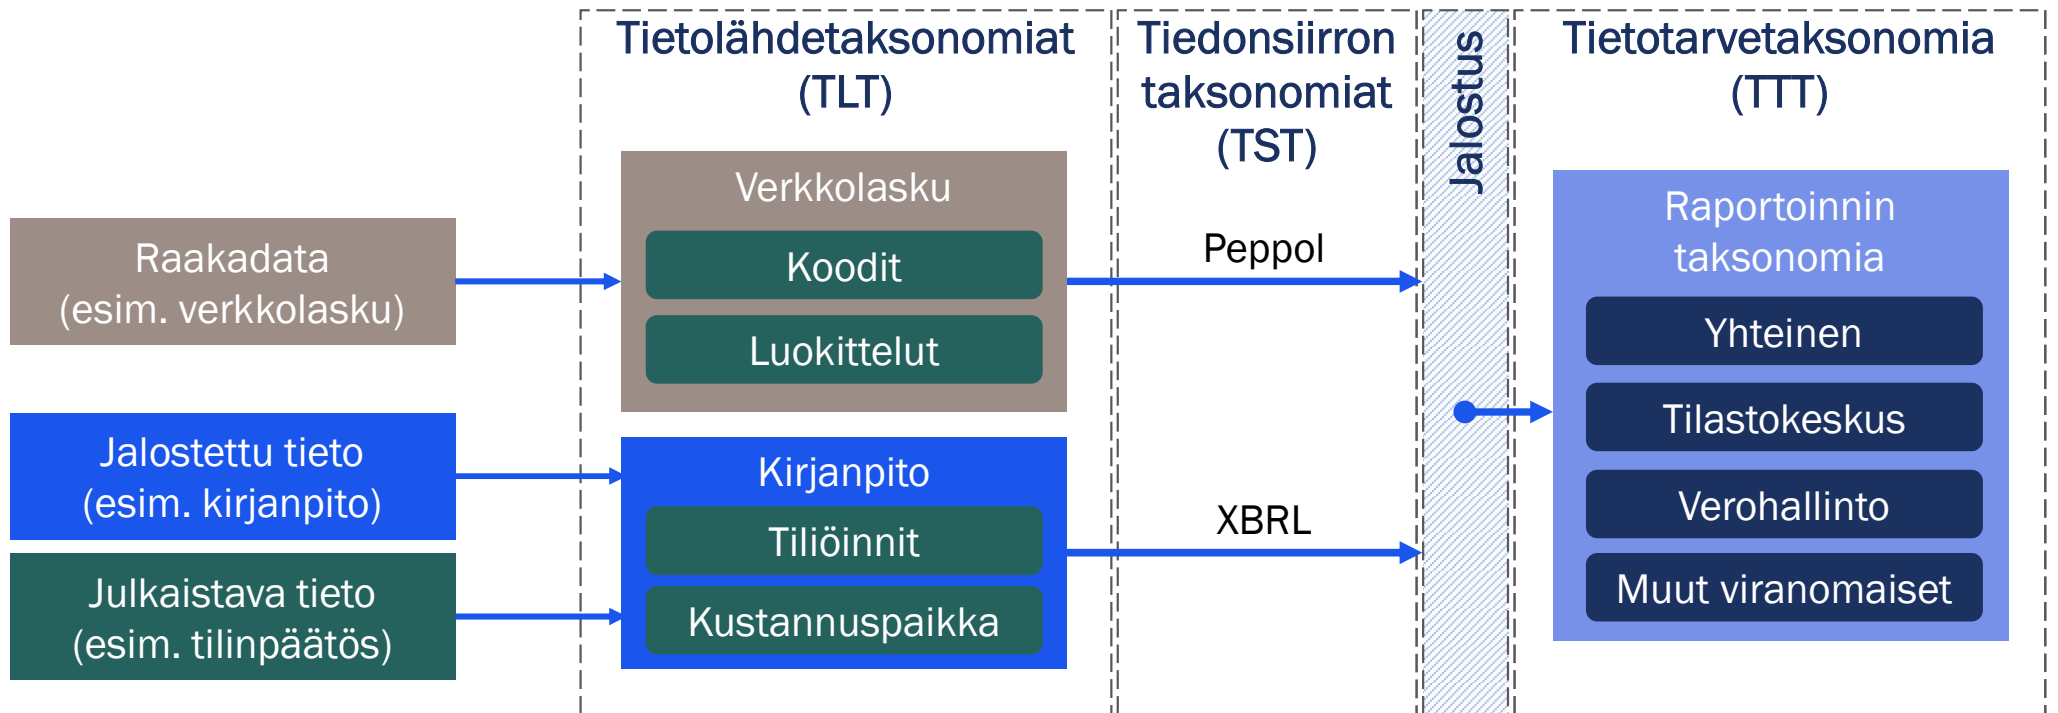 Tietolähdetaksonomiat
(TLT)
Tiedonsiirron
taksonomiat
(TST)
Jalostus
Tietotarvetaksonomia
(TTT)
Raakadata
(esim. verkkolasku)
Jalostettu tieto
(esim. kirjanpito)
Julkaistava tieto
(esim. tilinpäätös)
Verkkolasku
Koodit
Luokittelut
Kirjanpito
Tiliöinnit
Kustannuspaikka
Peppol
XBRL
Raportoinnin
taksonomia
Yhteinen
Tilastokeskus
Verohallinto
Muut viranomaiset